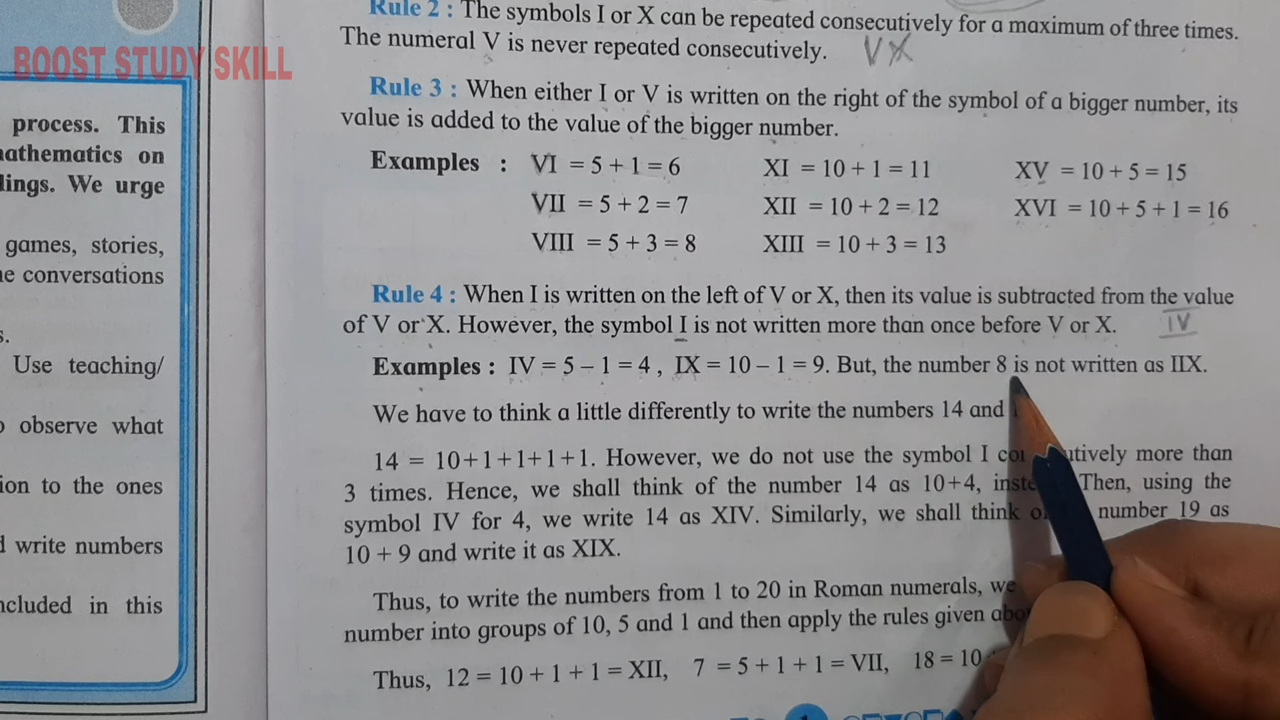 BOOST STUDY SKILL
process. This
mathematics on
We urge
games, stories,
conversations
Use teaching/
observe what
to the ones
write numbers
in this
Rule 2 : The symbols I or X can be repeated consecutively for a maximum of three times.
The numeral V is never repeated consecutively. VX
Rule 3 : When either I or V is written on the right of the symbol of a bigger number, its
value is added to the value of the bigger number.
Examples : VI = 5 + 1 = 6 XI = 10 + 1 = 11 XV = 10 + 5 = 15
VII = 5 + 2 = 7 XII = 10 + 2 = 12 XVI = 10 + 5 + 1 = 16
VIII = 5 + 3 = 8 XIII = 10 + 3 = 13
Rule 4 : When I is written on the left of V or X, then its value is subtracted from the value
of V or X. However, the symbol I is not written more than once before V or X. IV
Examples : IV = 5 – 1 = 4 , IX = 10 – 1 = 9. But, the number 8 is not written as IIX.
We have to think a little differently to write the numbers 14 and
14 = 10+1+1+1+1. However, we do not use the symbol I more than
3 times. Hence, we shall think of the number 14 as 10+4, Then, using the
symbol IV for 4, we write 14 as XIV. Similarly, we shall think number 19 as
10 + 9 and write it as XIX.
Thus, to write the numbers from 1 to 20 in Roman numerals, we
number into groups of 10, 5 and 1 and then apply the rules given
Thus, 12 = 10 + 1 + 1 = XII, 7 = 5 + 1 + 1 = VII, 18 = 10